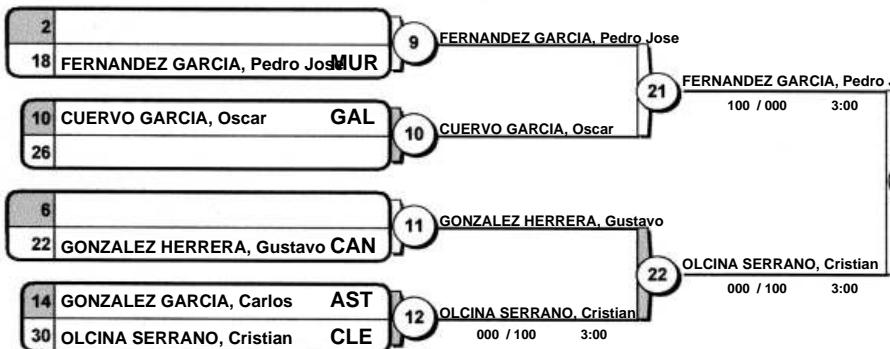 2
18 FERNANDEZ GARCIA, Pedro Jose MUR
9
FERNANDEZ GARCIA, Pedro Jose
10 CUERVO GARCIA, Oscar GAL
26
10
CUERVO GARCIA, Oscar
21
FERNANDEZ GARCIA, Pedro
100 / 000 3:00
6
22 GONZALEZ HERRERA, Gustavo CAN
11
GONZALEZ HERRERA, Gustavo
14 GONZALEZ GARCIA, Carlos AST
30 OLCINA SERRANO, Cristian CLE
12
OLCINA SERRANO, Cristian
000 / 100 3:00
22
OLCINA SERRANO, Cristian
000 / 100 3:00